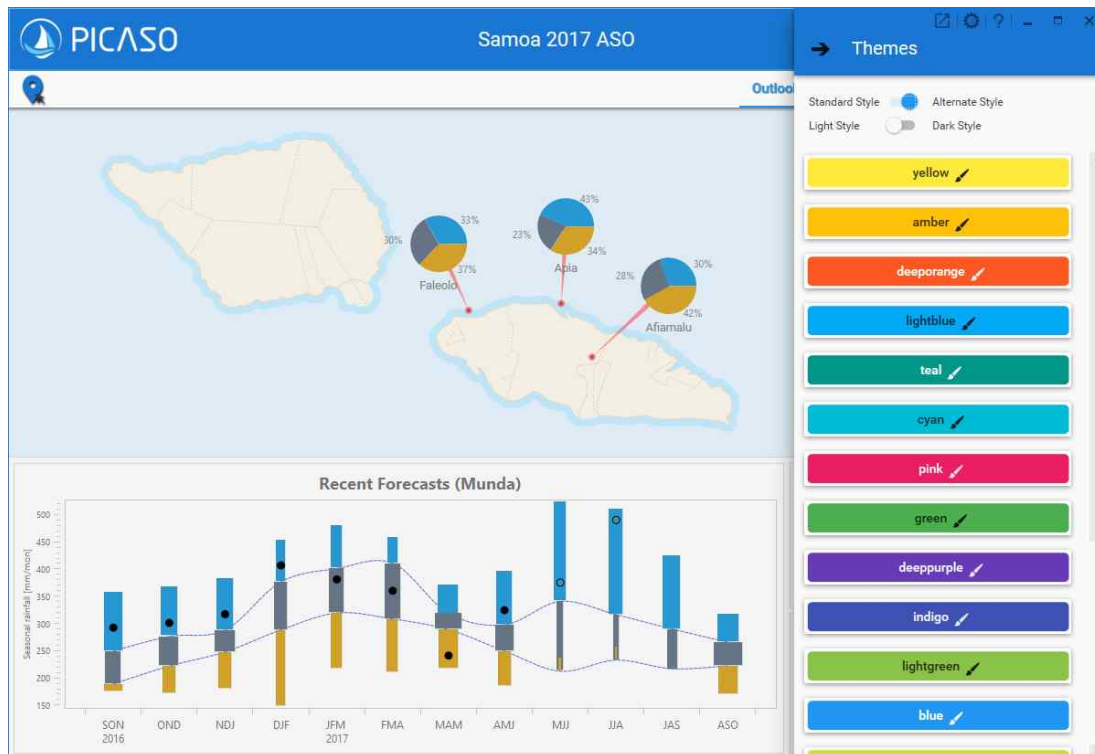 PICASO
Samoa 2017 ASO
Themes
Outloo
Standard Style
Alternate Style
Light Style
Dark Style
33%
30%
37%
Faleolo
43%
23%
34%
Apia
30%
28%
42%
Afiamalu
yellow
amber
deeporange
lightblue
teal
cyan
pink
green
deeppurple
indigo
lightgreen
blue
Recent Forecasts (Munda)
Seasonal rainfall [mm/mon]
500
450
400
350
300
250
200
150
SON OND NDJ DJF JFM FMA MAM AMJ MJJ JJA JAS ASO
2016 2017